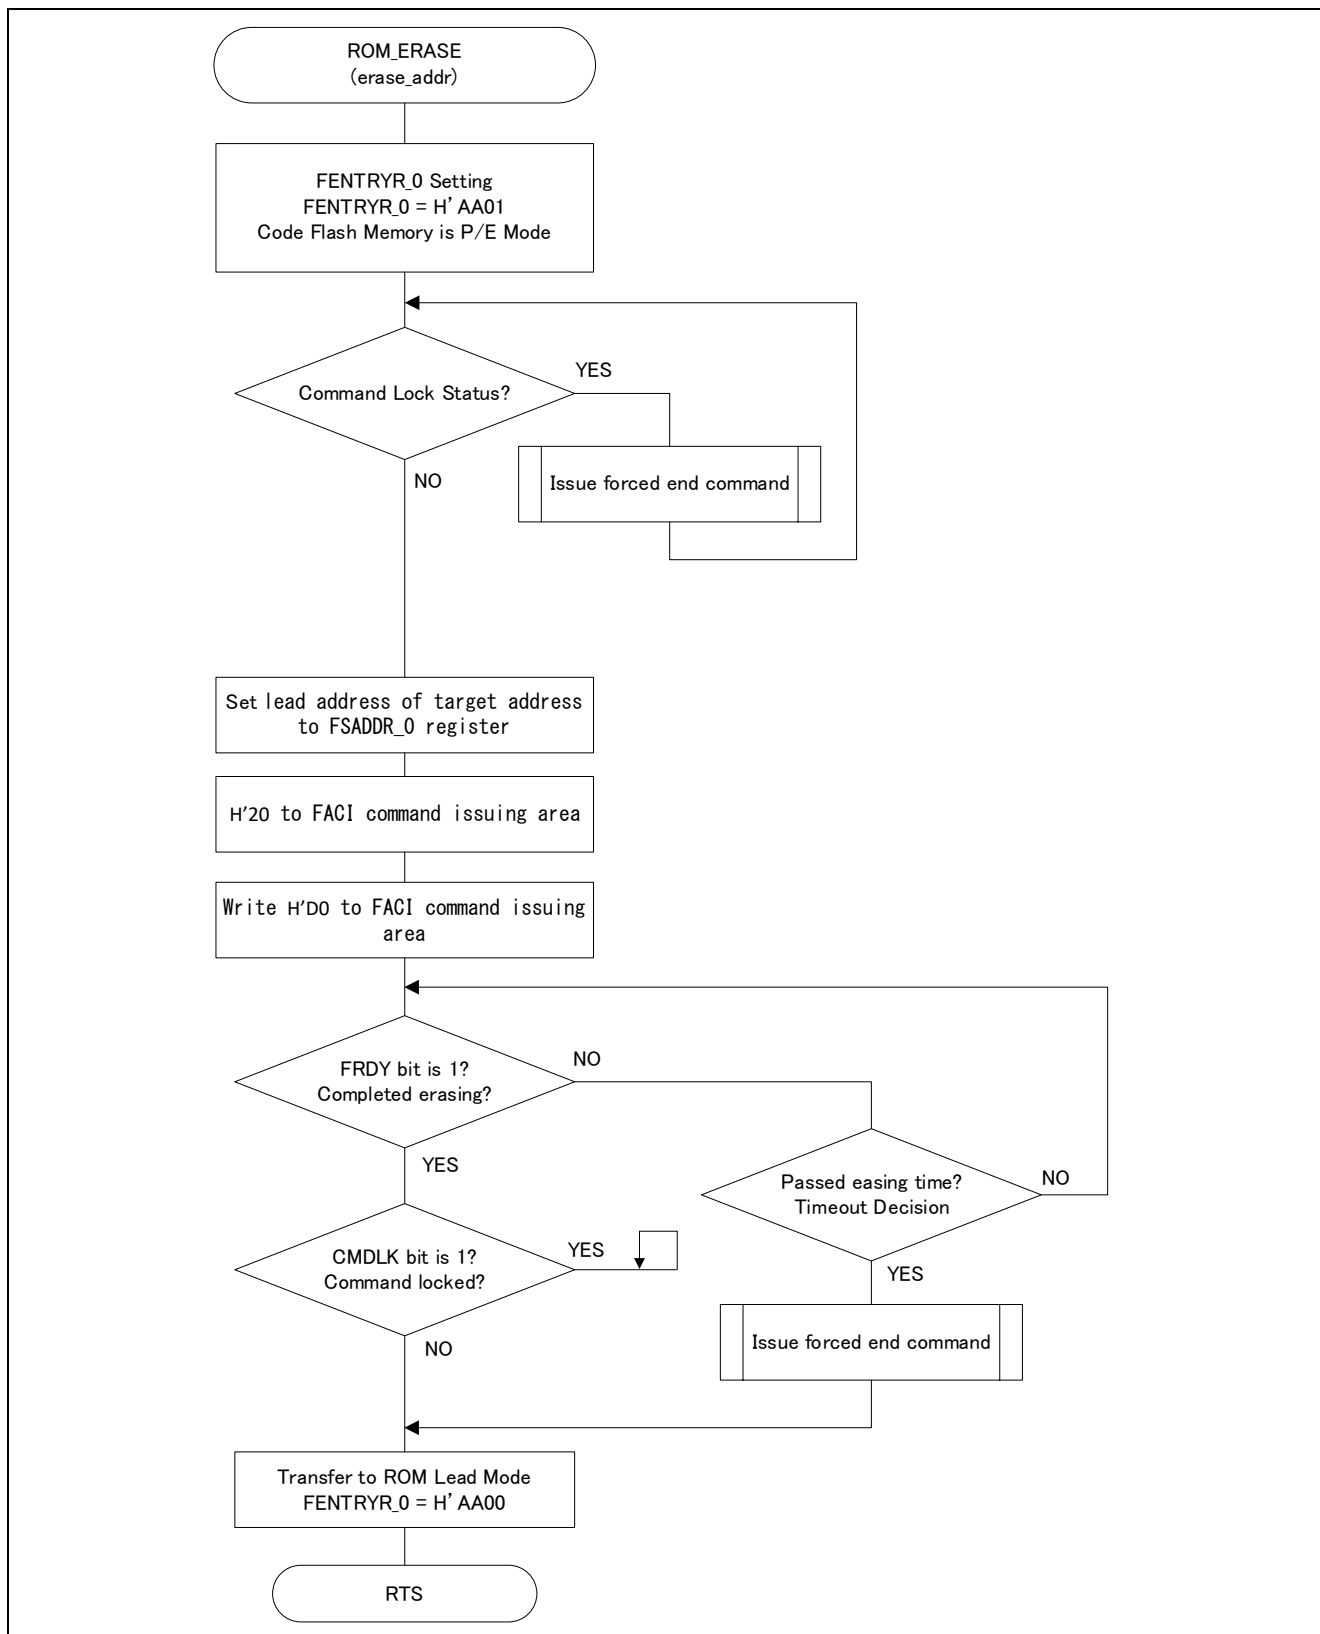 ROM_ERASE
(erase_addr)
FENTRYR_0 Setting
FENTRYR_0 = H' AA01
Code Flash Memory is P/E Mode
Command Lock Status?
YES
Issue forced end command
NO
Set lead address of target address
to FSADDR_0 register
H'20 to FACI command issuing area
Write H'D0 to FACI command issuing
area
FRDY bit is 1?
Completed erasing?
NO
YES
Passed easing time?
Timeout Decision
NO
YES
CMDLK bit is 1?
Command locked?
YES
NO
Issue forced end command
Transfer to ROM Lead Mode
FENTRYR_0 = H' AA00
RTS